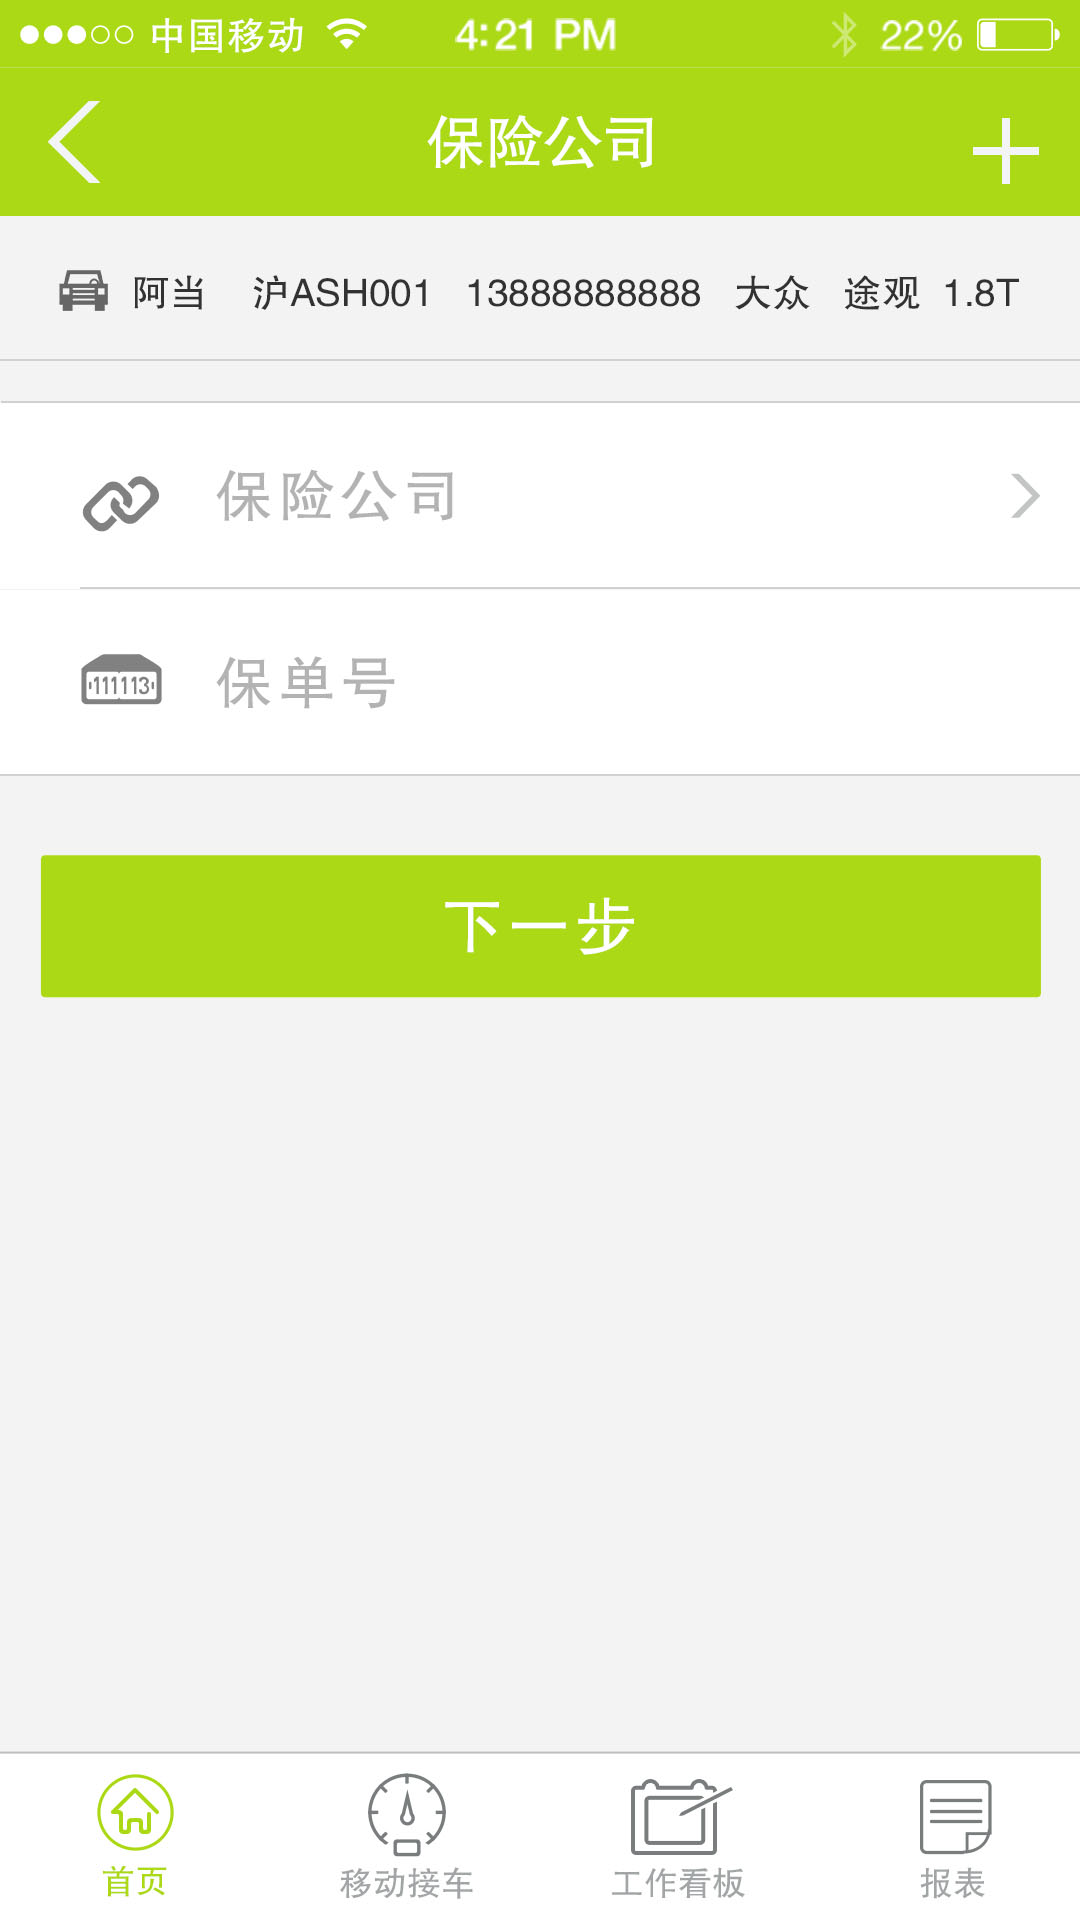 中国移动 4:21 PM 22%
保险公司
阿当 沪ASH001 13888888888 大众 途观 1.8T
保险公司
111113 保单号
下一步
首页 移动接车 工作看板 报表